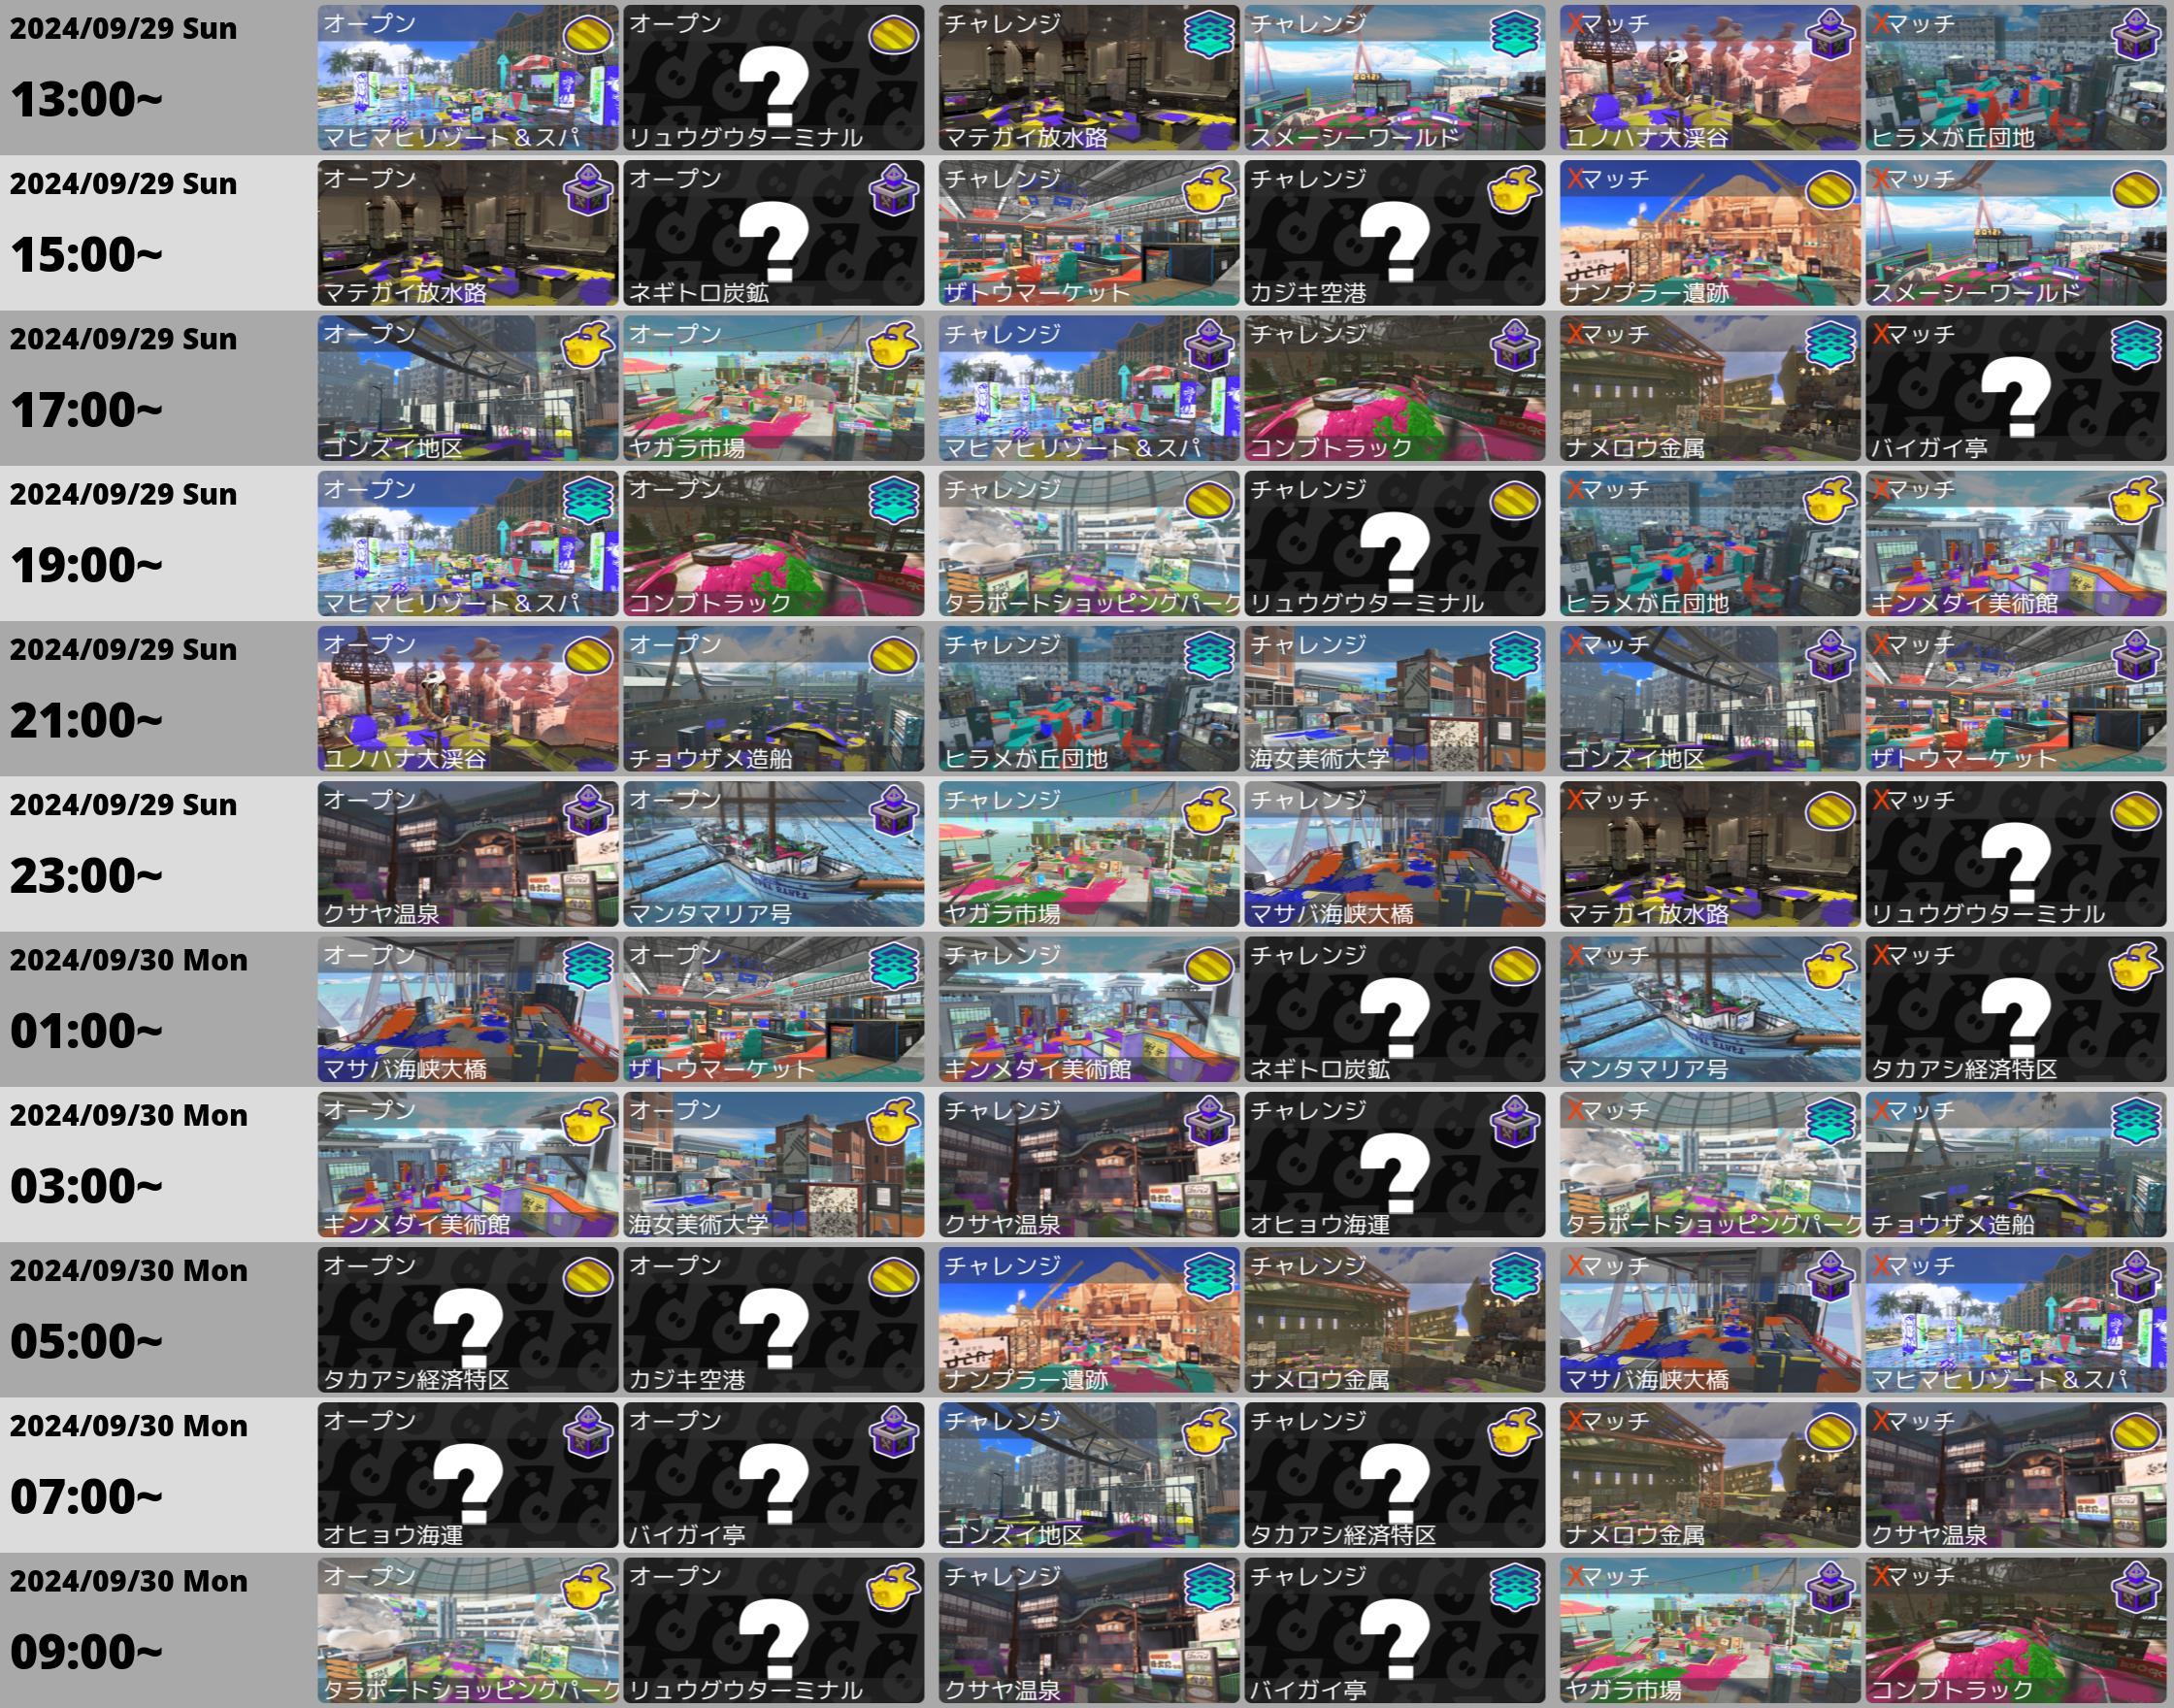 2024/09/29 Sun
13:00~
オープン
マヒマヒリゾート＆スパ
オープン
リュウグウターミナル
チャレンジ
マテガイ放水路
チャレンジ
スメーシーワールド
Xマッチ
ユノハナ大渓谷
Xマッチ
ヒラメが丘団地
2024/09/29 Sun
15:00~
オープン
マテガイ放水路
オープン
ネギトロ炭鉱
チャレンジ
ザトウマーケット
チャレンジ
カジキ空港
Xマッチ
ナンプラー遺跡
Xマッチ
スメーシーワールド
2024/09/29 Sun
17:00~
オープン
ゴンズイ地区
オープン
ヤガラ市場
チャレンジ
マヒマヒリゾート＆スパ
チャレンジ
コンブトラック
Xマッチ
ナメロウ金属
Xマッチ
バイガイ亭
2024/09/29 Sun
19:00~
オープン
マヒマヒリゾート＆スパ
オープン
コンブトラック
チャレンジ
タラポートショッピングパーク
チャレンジ
リュウグウターミナル
Xマッチ
ヒラメが丘団地
Xマッチ
キンメダイ美術館
2024/09/29 Sun
21:00~
オープン
ユノハナ大渓谷
オープン
チョウザメ造船
チャレンジ
ヒラメが丘団地
チャレンジ
海女美術大学
Xマッチ
ゴンズイ地区
Xマッチ
ザトウマーケット
2024/09/29 Sun
23:00~
オープン
クサヤ温泉
オープン
マンタマリア号
チャレンジ
ヤガラ市場
チャレンジ
マサバ海峡大橋
Xマッチ
マテガイ放水路
Xマッチ
リュウグウターミナル
2024/09/30 Mon
01:00~
オープン
マサバ海峡大橋
オープン
ザトウマーケット
チャレンジ
キンメダイ美術館
チャレンジ
ネギトロ炭鉱
Xマッチ
マンタマリア号
Xマッチ
タカアシ経済特区
2024/09/30 Mon
03:00~
オープン
キンメダイ美術館
オープン
海女美術大学
チャレンジ
クサヤ温泉
チャレンジ
オヒョウ海運
Xマッチ
タラポートショッピングパーク
Xマッチ
チョウザメ造船
2024/09/30 Mon
05:00~
オープン
タカアシ経済特区
オープン
カジキ空港
チャレンジ
ナンプラー遺跡
チャレンジ
ナメロウ金属
Xマッチ
マサバ海峡大橋
Xマッチ
マヒマヒリゾート＆スパ
2024/09/30 Mon
07:00~
オープン
オヒョウ海運
オープン
バイガイ亭
チャレンジ
ゴンズイ地区
チャレンジ
タカアシ経済特区
Xマッチ
ナメロウ金属
Xマッチ
クサヤ温泉
2024/09/30 Mon
09:00~
オープン
タラポートショッピングパーク
オープン
リュウグウターミナル
チャレンジ
クサヤ温泉
チャレンジ
バイガイ亭
Xマッチ
ヤガラ市場
Xマッチ
コンブトラック